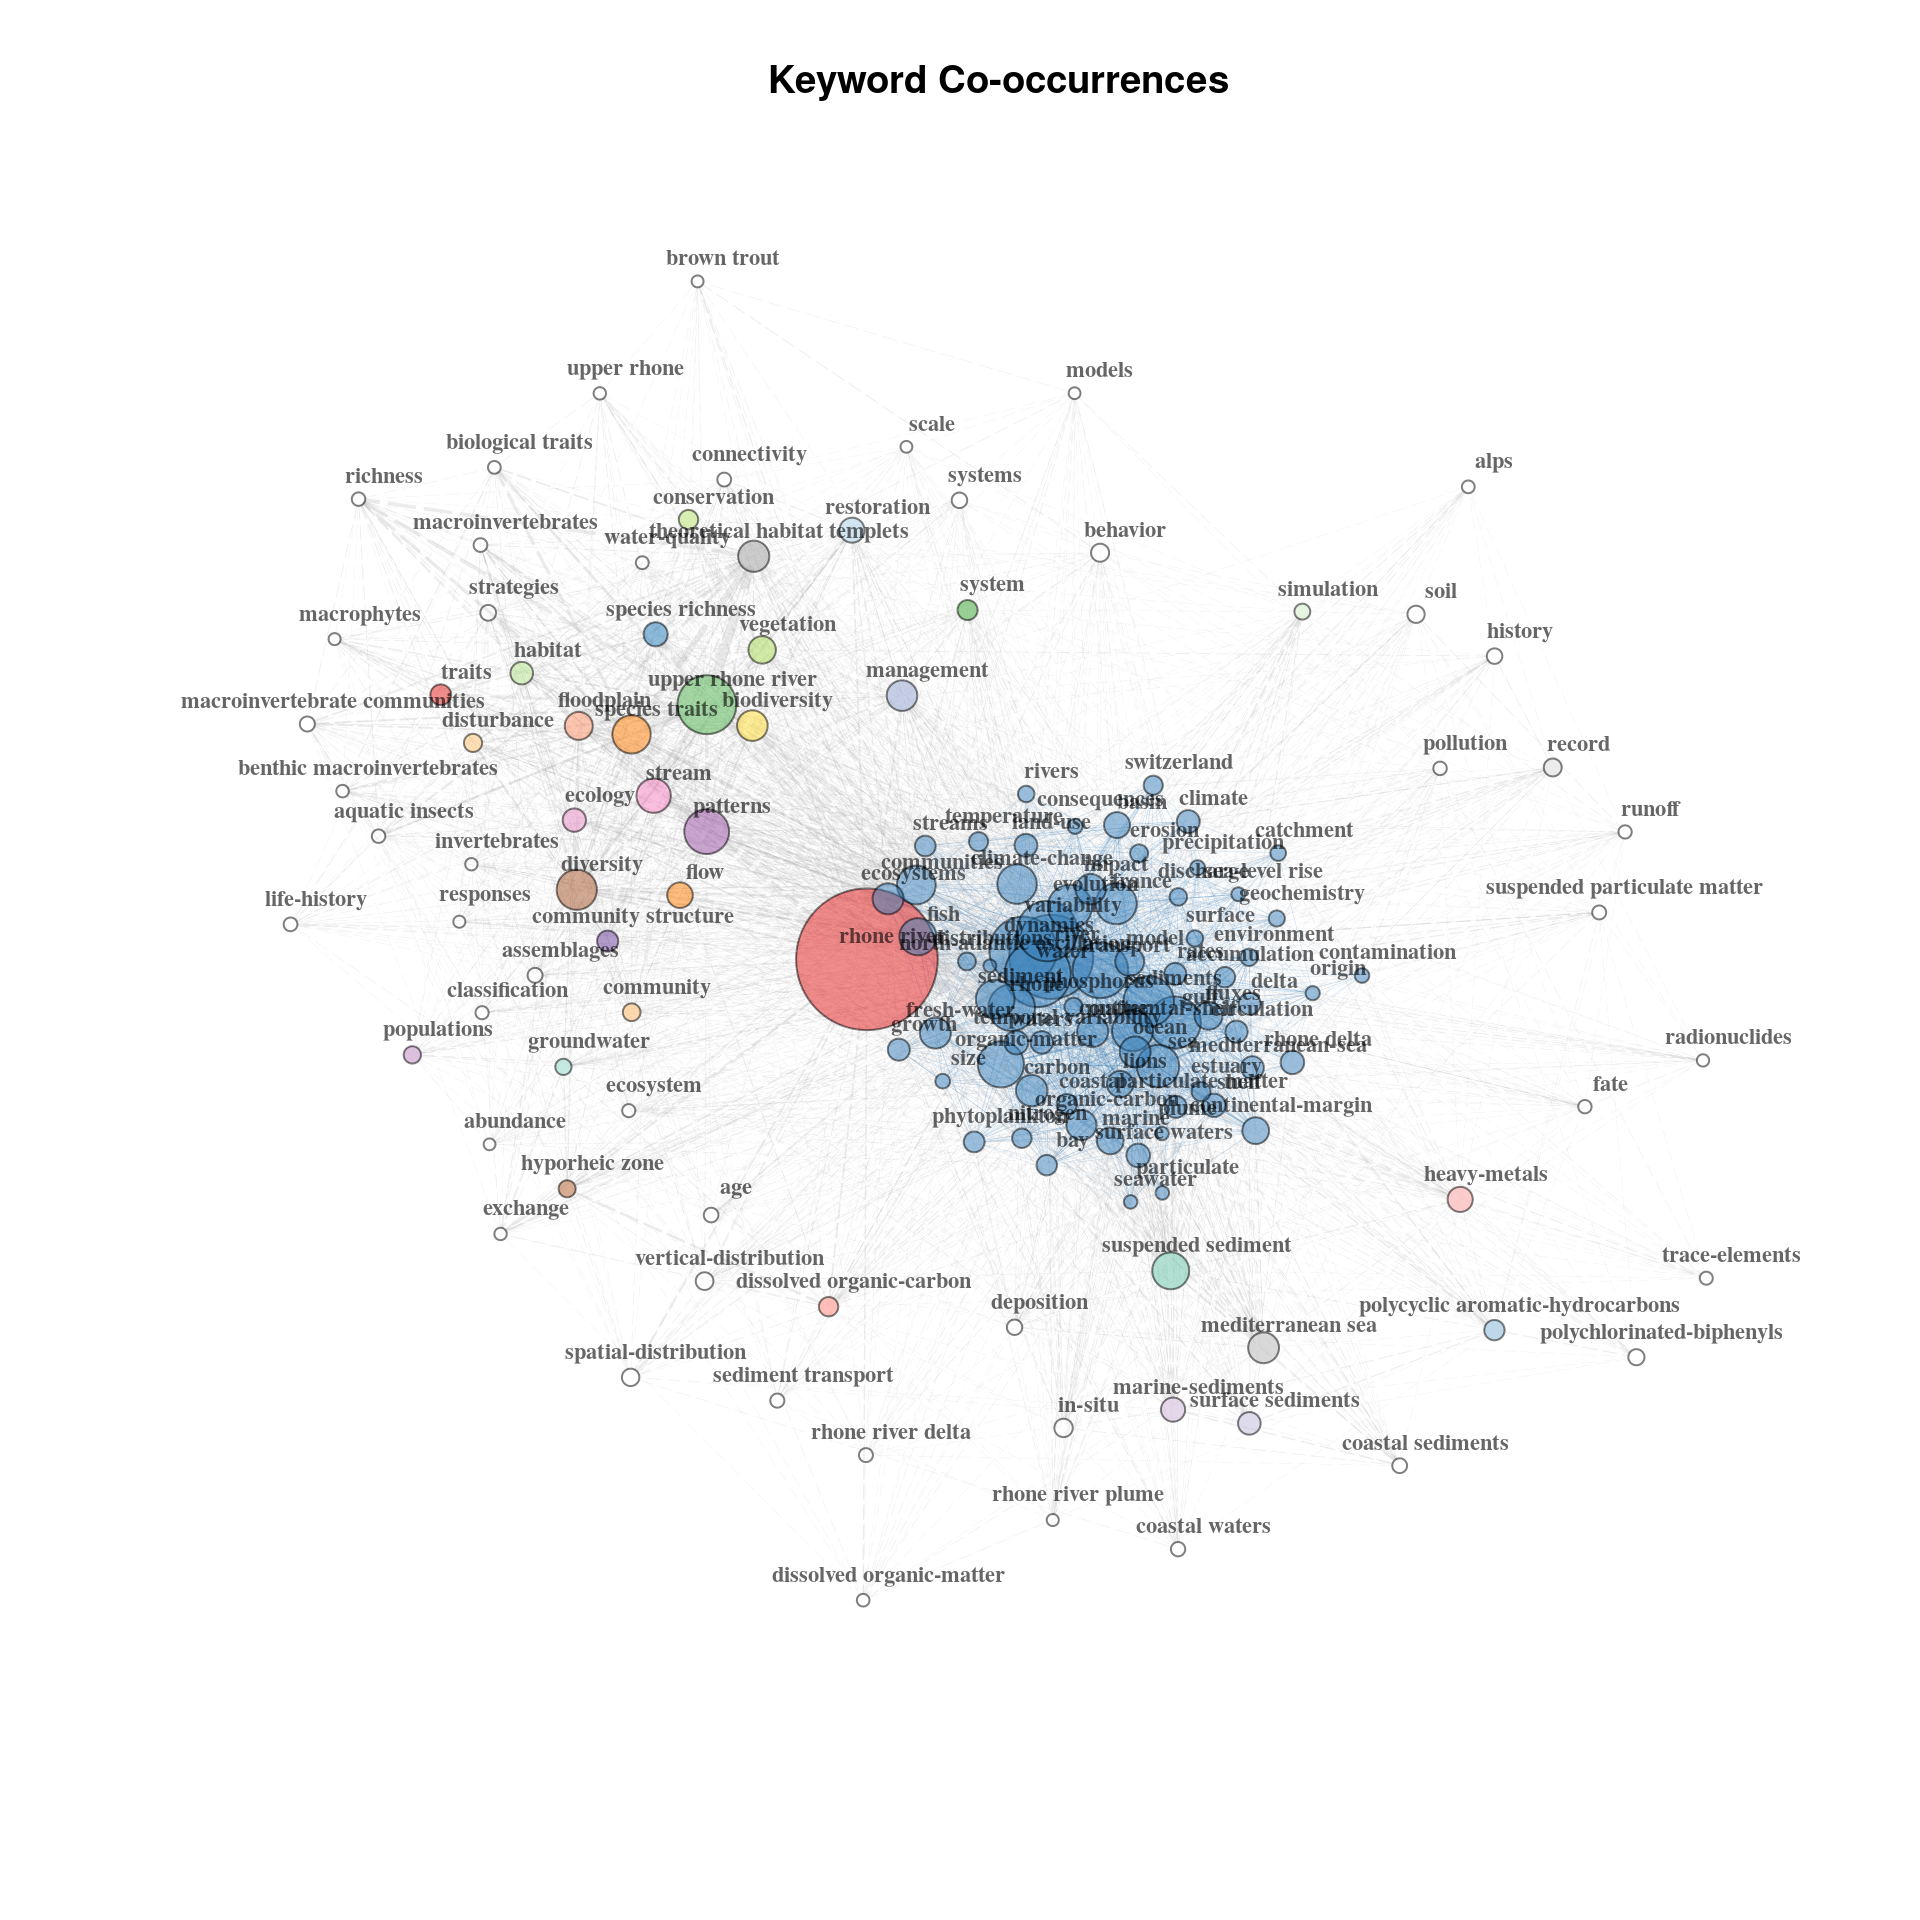 Keyword Co-occurrences
brown trout
upper rhone
models
scale
biological traits
connectivity
alps
richness
systems
conservation
restoration
macroinvertebrates
theoretical habitat templets
water-quality
behavior
strategies
system
simulation
soil
macrophytes
species richness
vegetation
history
habitat
traits
management
upper rhone river
macroinvertebrate communities
floodplain
biodiversity
species traits
disturbance
pollution
record
benthic macroinvertebrates
stream
rivers
switzerland
ecology
patterns
consequences
basin
climate
aquatic insects
temperature
streams
land-use
erosion
catchment
runoff
invertebrates
precipitation
diversity
communities
climate-change
impact
flow
ecosystems
discharge
sea-level rise
france
evolution
suspended particulate matter
responses
life-history
geochemistry
variability
community structure
fish
surface
dynamics
rhone river
distributions
river
model
environment
north-atlantic oscillation
transport
assemblages
water
rates
accumulation
contamination
origin
classification
community
sediment
rhone
phosphorus
sediments
delta
gulf
fluxes
fresh-water
continental-shelf
circulation
populations
growth
temporal variability
waters
ocean
groundwater
organic-matter
sea
rhone delta
mediterranean-sea
radionuclides
size
carbon
lions
estuary
ecosystem
coastal
particulate matter
shelf
fate
organic-carbon
plume
continental-margin
abundance
phytoplankton
nitrogen
marine
bay
surface waters
hyporheic zone
particulate
seawater
heavy-metals
age
exchange
vertical-distribution
suspended sediment
trace-elements
dissolved organic-carbon
deposition
polycyclic aromatic-hydrocarbons
mediterranean sea
polychlorinated-biphenyls
spatial-distribution
sediment transport
marine-sediments
surface sediments
in-situ
rhone river delta
coastal sediments
rhone river plume
coastal waters
dissolved organic-matter